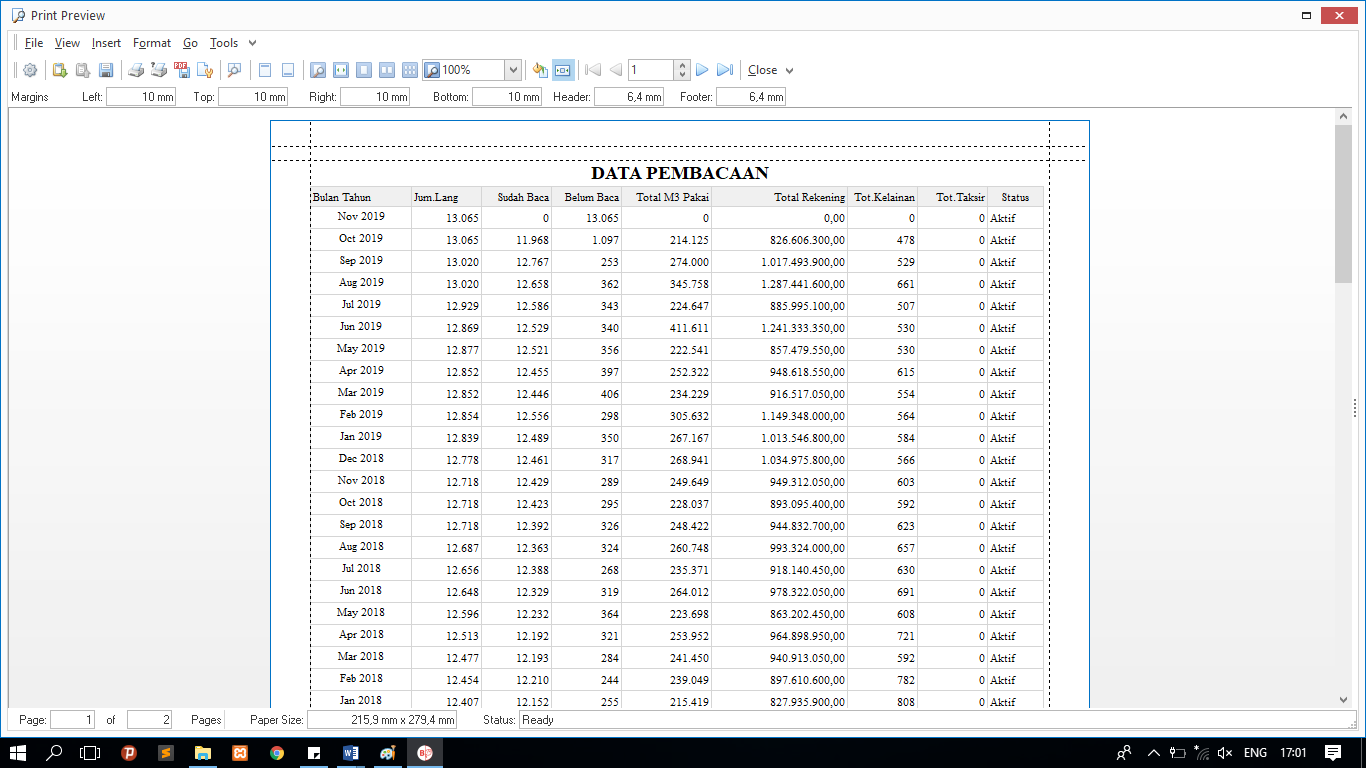 Print Preview
File View Insert Format Go Tools
100% 1 Close
Margins Left: 10 mm Top: 10 mm Right: 10 mm Bottom: 10 mm Header: 6,4 mm Footer: 6,4 mm
DATA PEMBACAAN
Bulan Tahun Jum.Lang Sudah Baca Belum Baca Total M3 Pakai Total Rekening Tot.Kelainan Tot.Taksir Status
Nov 2019 13.065 0 13.065 0 0,00 0 0 Aktif
Oct 2019 13.065 11.968 1.097 214.125 826.606.300,00 478 0 Aktif
Sep 2019 13.020 12.767 253 274.000 1.017.493.900,00 529 0 Aktif
Aug 2019 13.020 12.658 362 345.758 1.287.441.600,00 661 0 Aktif
Jul 2019 12.929 12.586 343 224.647 885.995.100,00 507 0 Aktif
Jun 2019 12.869 12.529 340 411.611 1.241.333.350,00 530 0 Aktif
May 2019 12.877 12.521 356 222.541 857.479.550,00 530 0 Aktif
Apr 2019 12.852 12.455 397 252.322 948.618.550,00 615 0 Aktif
Mar 2019 12.852 12.446 406 234.229 916.517.050,00 554 0 Aktif
Feb 2019 12.854 12.556 298 305.632 1.149.348.000,00 564 0 Aktif
Jan 2019 12.839 12.489 350 267.167 1.013.546.800,00 584 0 Aktif
Dec 2018 12.778 12.461 317 268.941 1.034.975.800,00 566 0 Aktif
Nov 2018 12.718 12.429 289 249.649 949.312.050,00 603 0 Aktif
Oct 2018 12.718 12.423 295 228.037 893.095.400,00 592 0 Aktif
Sep 2018 12.718 12.392 326 248.422 944.832.700,00 623 0 Aktif
Aug 2018 12.687 12.363 324 260.748 993.324.000,00 657 0 Aktif
Jul 2018 12.656 12.388 268 235.371 918.140.450,00 630 0 Aktif
Jun 2018 12.648 12.329 319 264.012 978.322.050,00 691 0 Aktif
May 2018 12.596 12.232 364 223.698 863.202.450,00 608 0 Aktif
Apr 2018 12.513 12.192 321 253.952 964.898.950,00 721 0 Aktif
Mar 2018 12.477 12.193 284 241.450 940.913.050,00 592 0 Aktif
Feb 2018 12.454 12.210 244 239.049 897.610.600,00 782 0 Aktif
Jan 2018 12.407 12.152 255 215.419 827.935.900,00 808 0 Aktif
Page: 1 of 2 Pages Paper Size: 215,9 mm x 279,4 mm Status: Ready
ENG 17:01